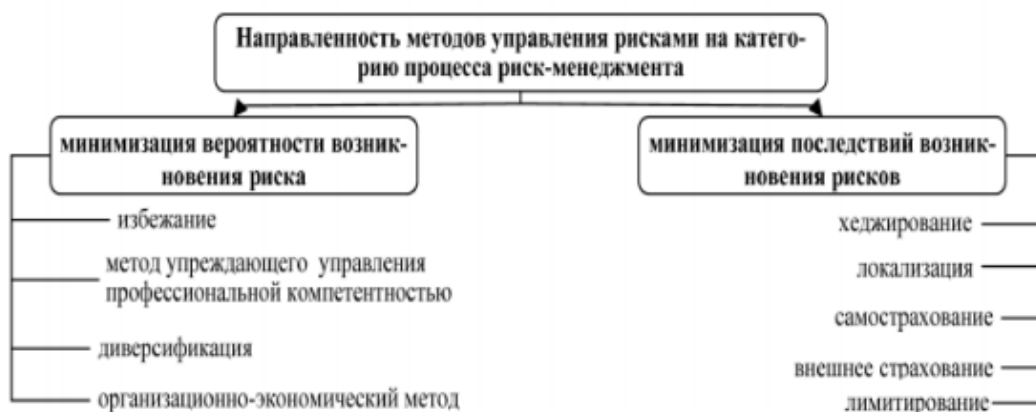 Направленность методов управления рисками на катего-
рию процесса риск-менеджмента
минимизация вероятности возник-
новения риска
избежание
метод упреждающего управления
профессиональной компетентностью
диверсификация
организационно-экономический метод
минимизация последствий возник-
новения рисков
хеджирование
локализация
самострахование
внешнее страхование
лимитирование